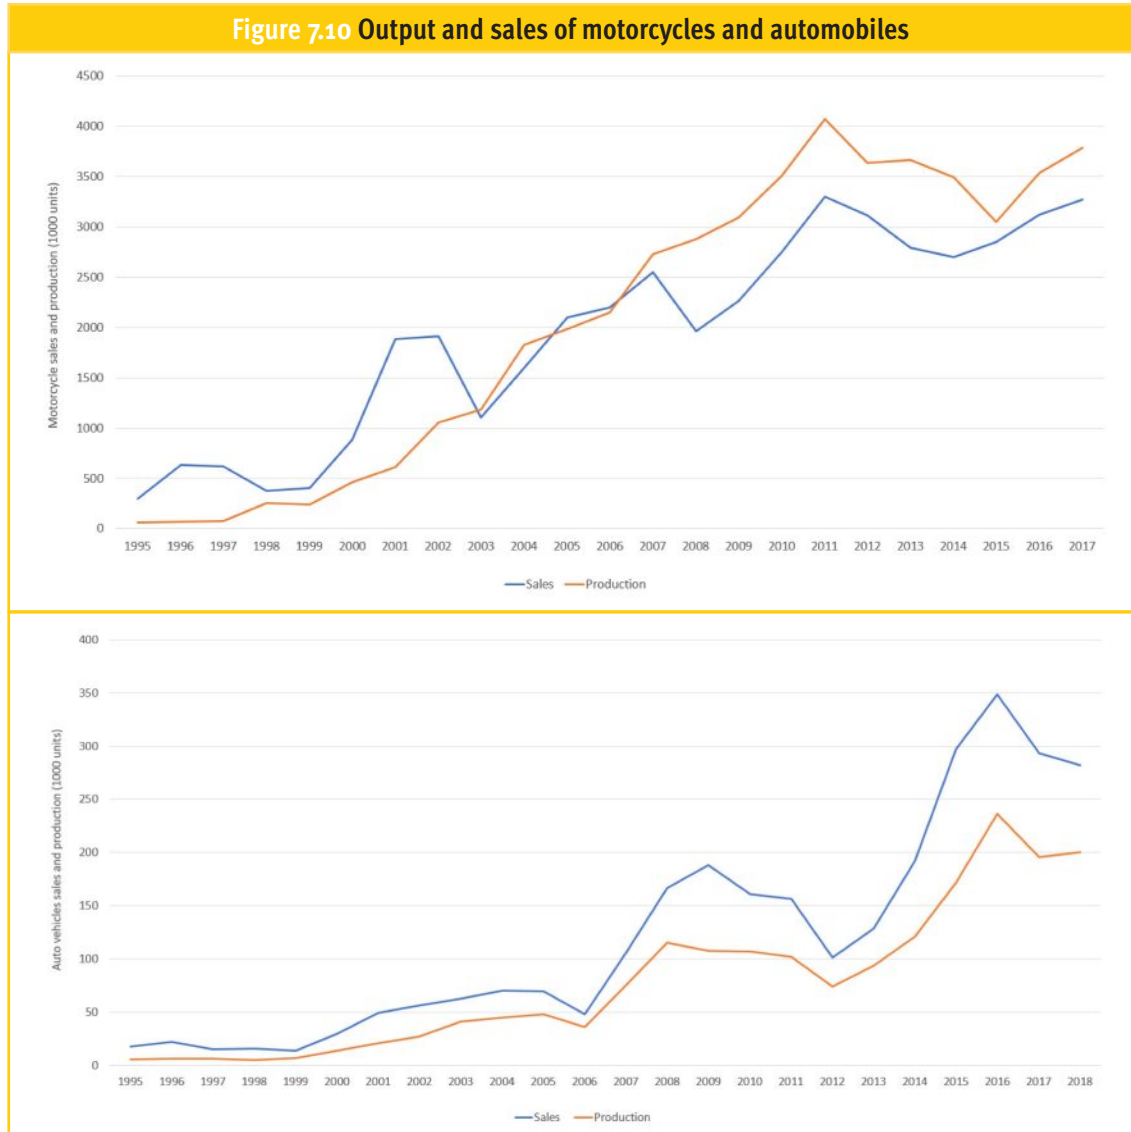 Figure 7.10 Output and sales of motorcycles and automobiles
4500
4000
3500
3000
2500
2000
1500
1000
500
0
Motorcycle sales and production (1000 units)
1995 1996 1997 1998 1999 2000 2001 2002 2003 2004 2005 2006 2007 2008 2009 2010 2011 2012 2013 2014 2015 2016 2017
Sales Production
400
350
300
250
200
150
100
50
0
Auto vehicles sales and production (1000 units)
1995 1996 1997 1998 1999 2000 2001 2002 2003 2004 2005 2006 2007 2008 2009 2010 2011 2012 2013 2014 2015 2016 2017 2018
Sales Production